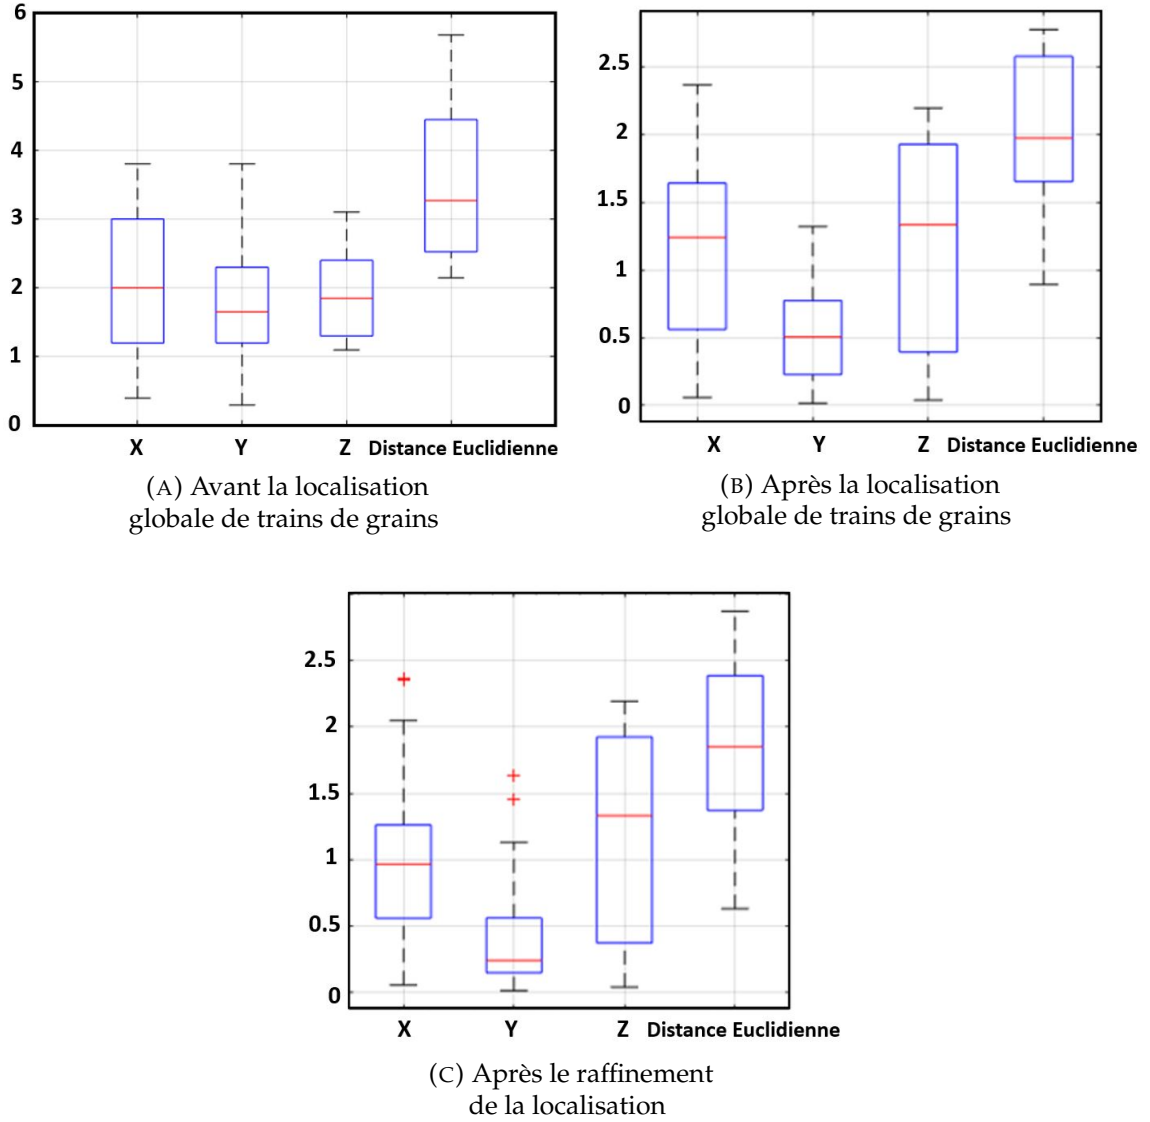 6
5
4
3
2
1
0
X Y Z Distance Euclidienne
(A) Avant la localisation
globale de trains de grains
2.5
2
1.5
1
0.5
0
X Y Z Distance Euclidienne
(B) Après la localisation
globale de trains de grains
2.5
2
1.5
1
0.5
0
X Y Z Distance Euclidienne
(C) Après le raffinement
de la localisation